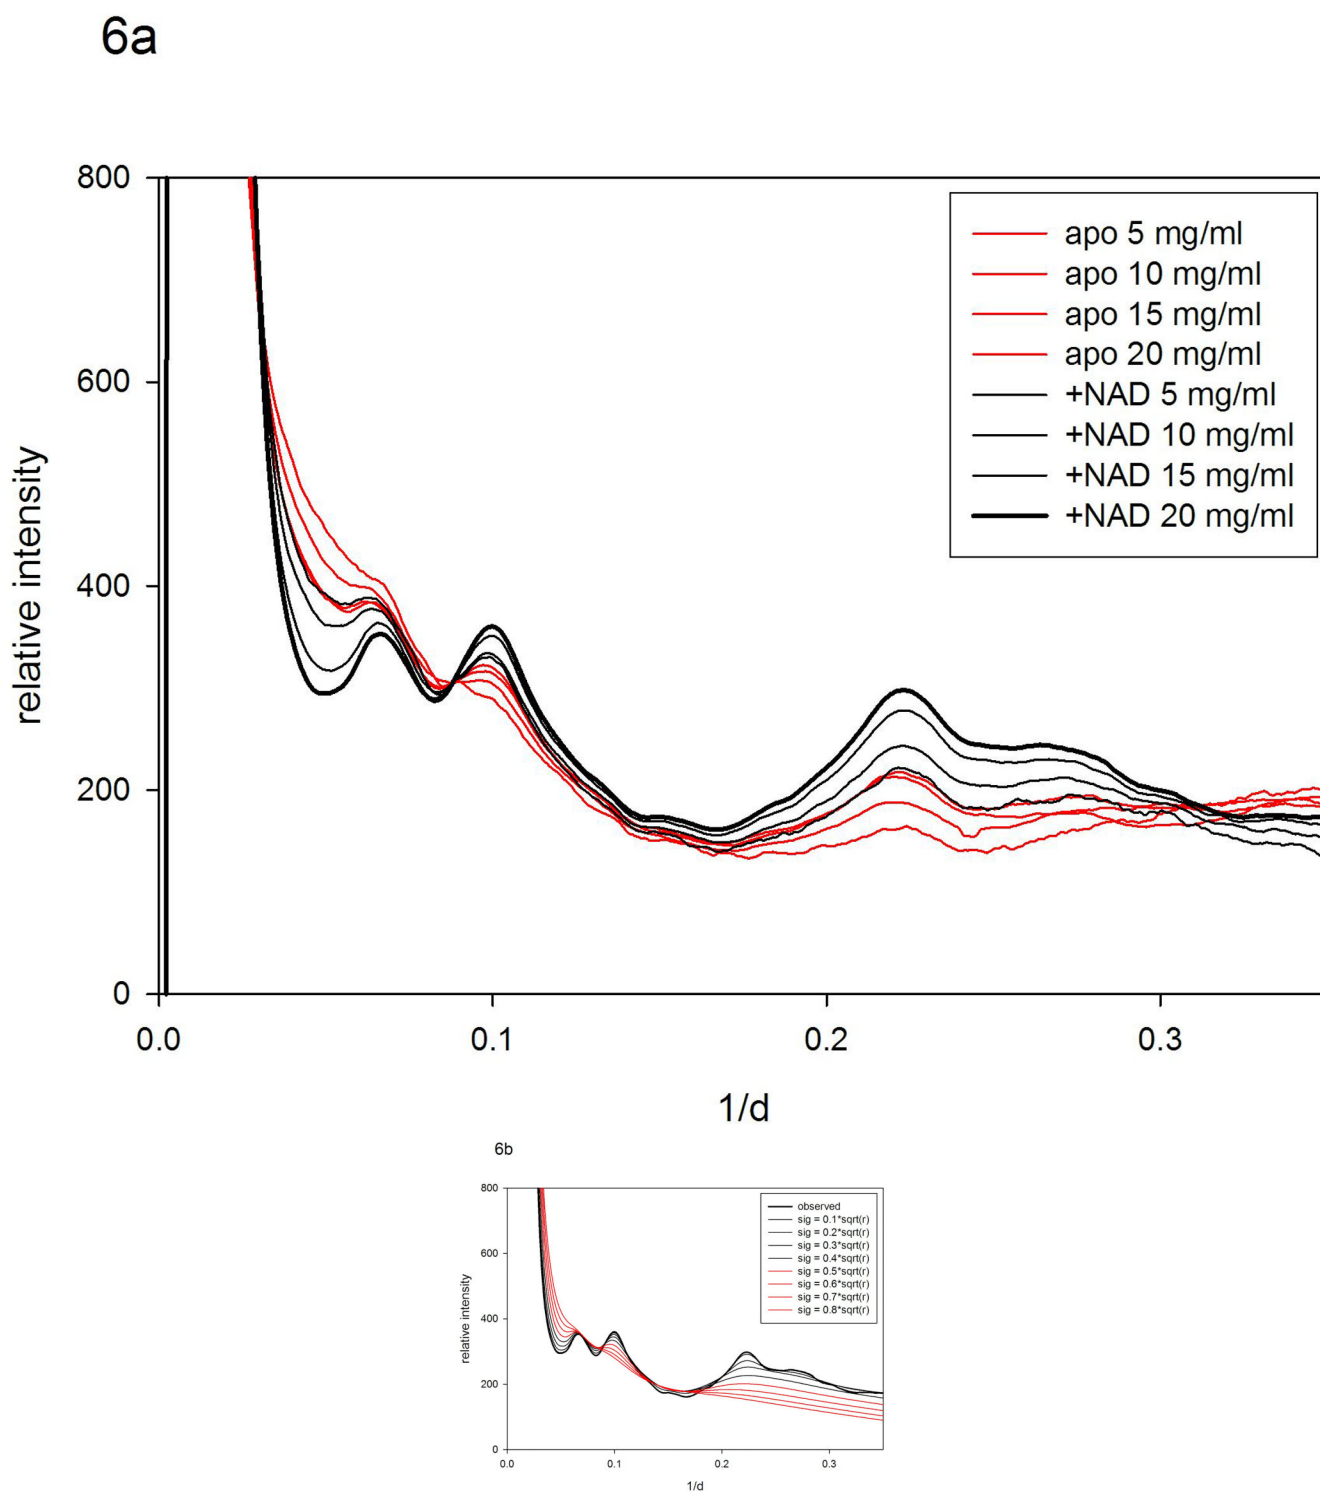 6a
800
600
400
200
0
relative intensity
apo 5 mg/ml
apo 10 mg/ml
apo 15 mg/ml
apo 20 mg/ml
+NAD 5 mg/ml
+NAD 10 mg/ml
+NAD 15 mg/ml
+NAD 20 mg/ml
0.0 0.1 0.2 0.3
1/d
6b
800
600
400
200
0
relative intensity
observed
sig = 0.1*sqrt(r)
sig = 0.2*sqrt(r)
sig = 0.3*sqrt(r)
sig = 0.4*sqrt(r)
sig = 0.5*sqrt(r)
sig = 0.6*sqrt(r)
sig = 0.7*sqrt(r)
sig = 0.8*sqrt(r)
0.0 0.1 0.2 0.3
1/d